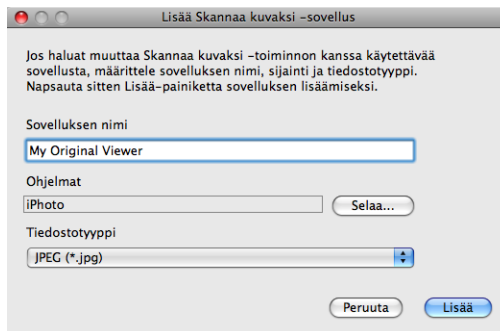 Lisää Skannaa kuvaksi -sovellus
Jos haluat muuttaa Skannaa kuvaksi -toiminnon kanssa käytettävää
sovellusta, määrittele sovelluksen nimi, sijainti ja tiedostotyyppi.
Napsauta sitten Lisää-painiketta sovelluksen lisäämiseksi.
Sovelluksen nimi
My Original Viewer
Ohjelmat
iPhoto
Selaa...
Tiedostotyyppi
JPEG (*.jpg)
Peruuta
Lisää